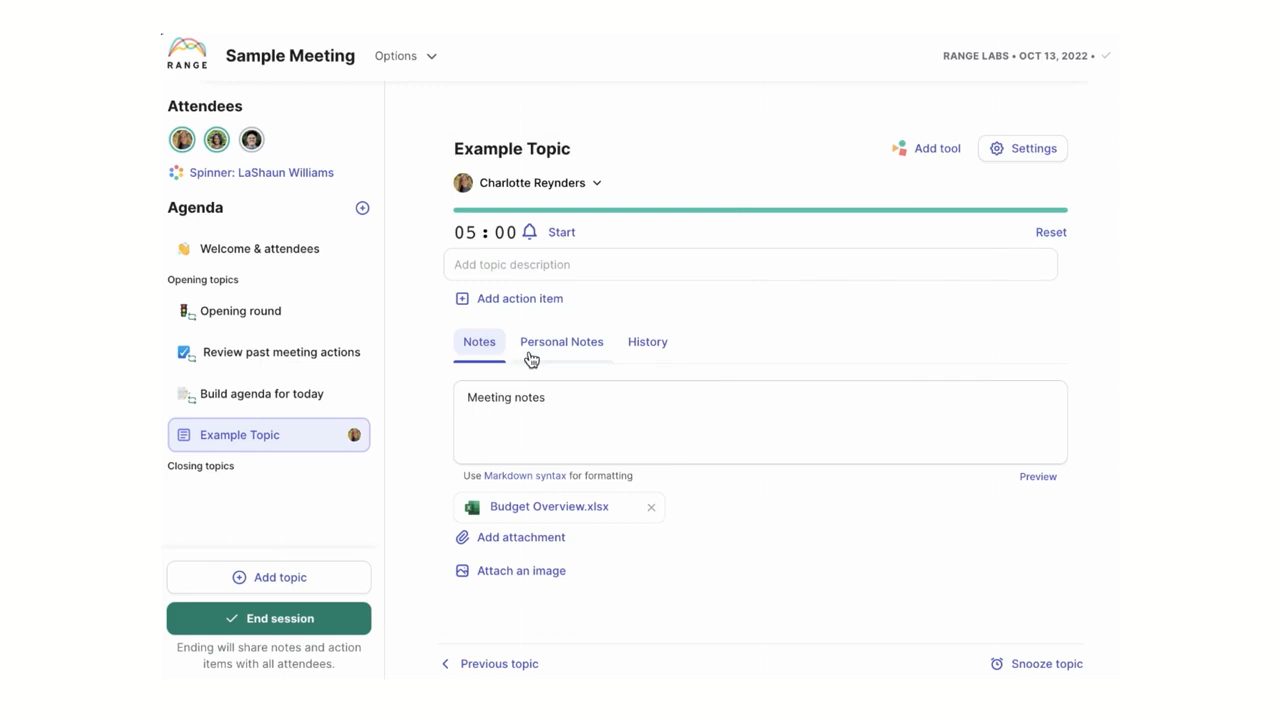 RANGE
Sample Meeting
Options
RANGE LABS • OCT 13, 2022 •
Attendees
Spinner: LaShaun Williams
Agenda
Welcome & attendees
Opening topics
Opening round
Review past meeting actions
Build agenda for today
Example Topic
Closing topics
Add topic
End session
Ending will share notes and action
items with all attendees.
Example Topic
Add tool
Settings
Charlotte Reynders
05:00
Start
Reset
Add topic description
Add action item
Notes
Personal Notes
History
Meeting notes
Use Markdown syntax for formatting
Preview
Budget Overview.xlsx
Add attachment
Attach an image
Previous topic
Snooze topic